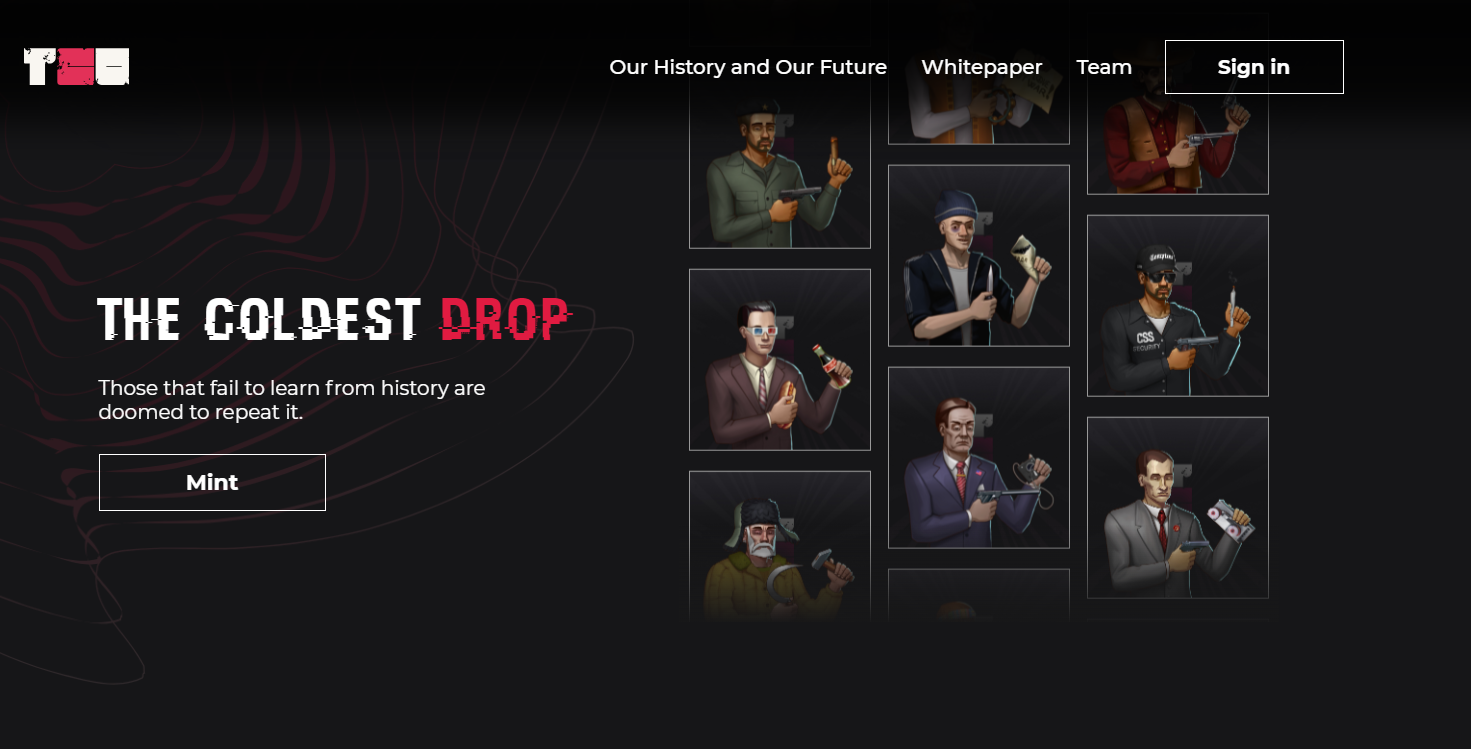 Our History and Our Future
Whitepaper
Team
Sign in
THE COLDEST DROP
Those that fail to learn from history are
doomed to repeat it.
Mint
CSS
SECURITY